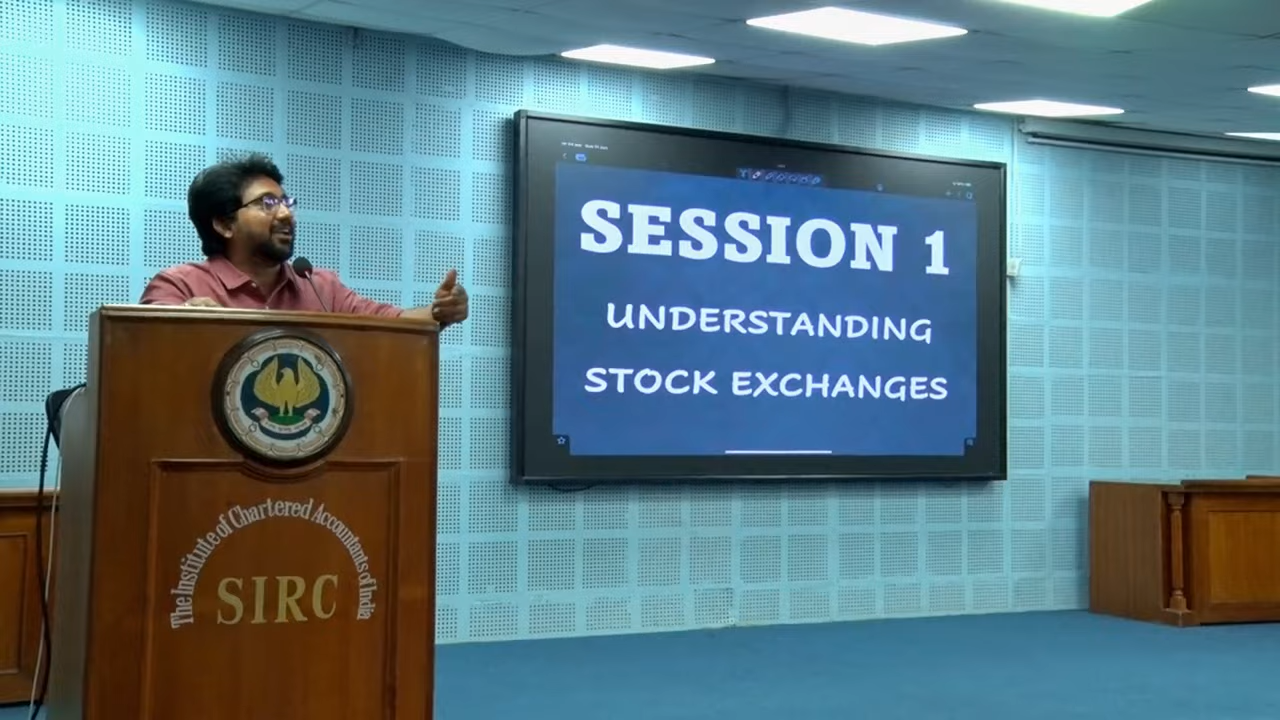 SESSION 1
UNDERSTANDING
STOCK EXCHANGES
The Institute of Chartered Accountants of India
SIRC